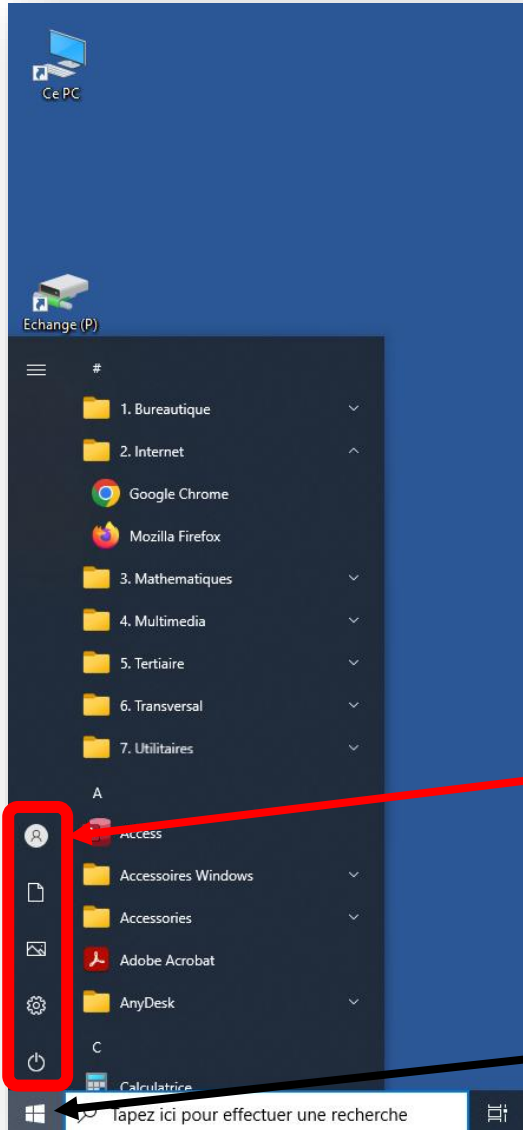 Ce PC
Echange (P)
#
1. Bureautique
2. Internet
Google Chrome
Mozilla Firefox
3. Mathematiques
4. Multimedia
5. Tertiaire
6. Transversal
7. Utilitaires
A
Access
Accessoires Windows
Accessories
Adobe Acrobat
AnyDesk
C
Calculatrice
Tapez ici pour effectuer une recherche